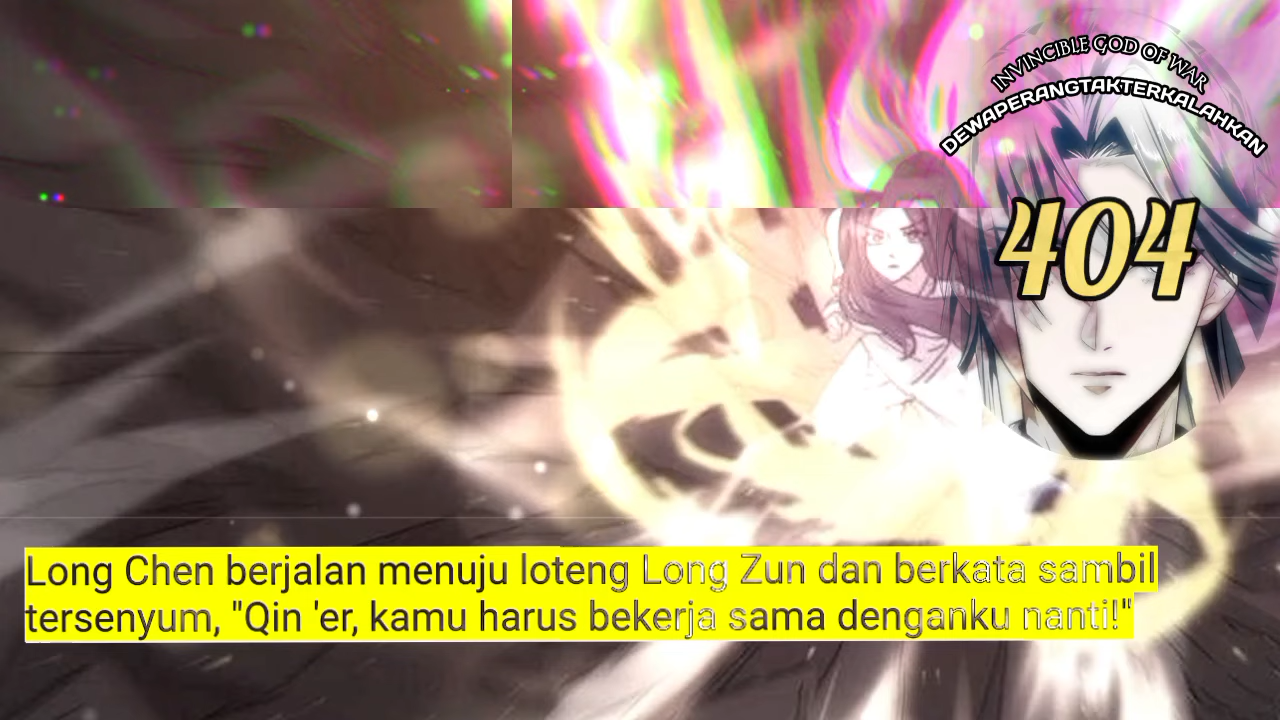 INVINCIBLE GOD OF WAR
DEWAPERANGTAKTERKALAHKAN
404
Long Chen berjalan menuju loteng Long Zun dan berkata sambil
tersenyum, "Qin 'er, kamu harus bekerja sama denganku nanti!"